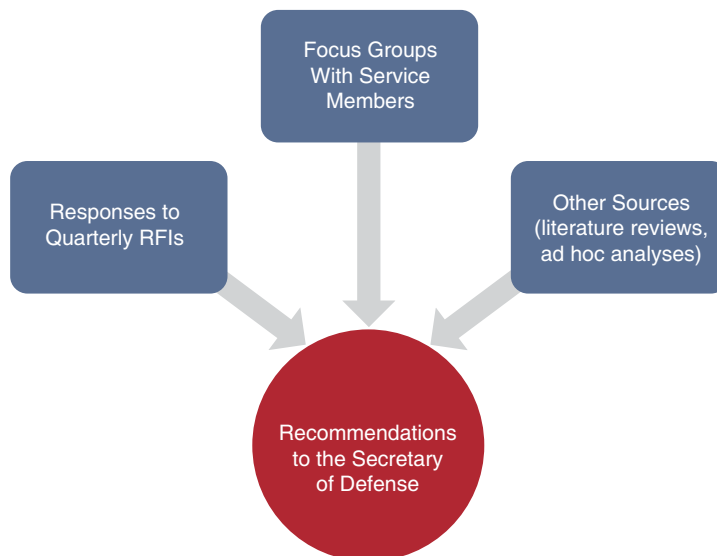 Focus Groups
With Service
Members
Responses to
Quarterly RFIs
Other Sources
(literature reviews,
ad hoc analyses)
Recommendations
to the Secretary
of Defense